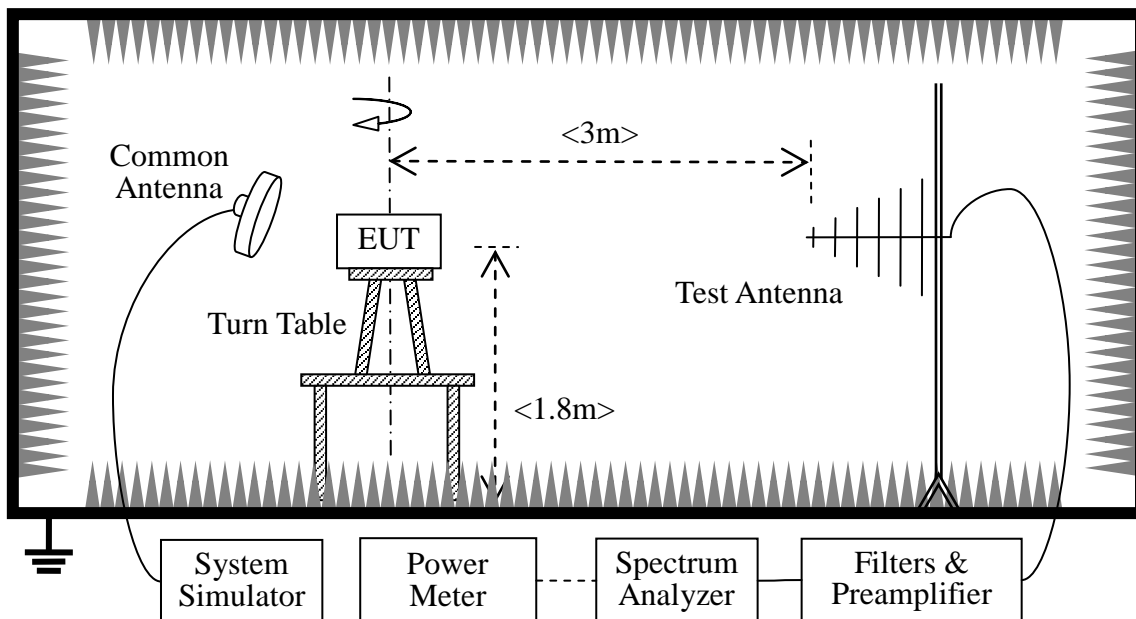 <3m>
Common
Antenna
EUT
Test Antenna
Turn Table
<1.8m>
System
Simulator
Power
Meter
Spectrum
Analyzer
Filters &
Preamplifier